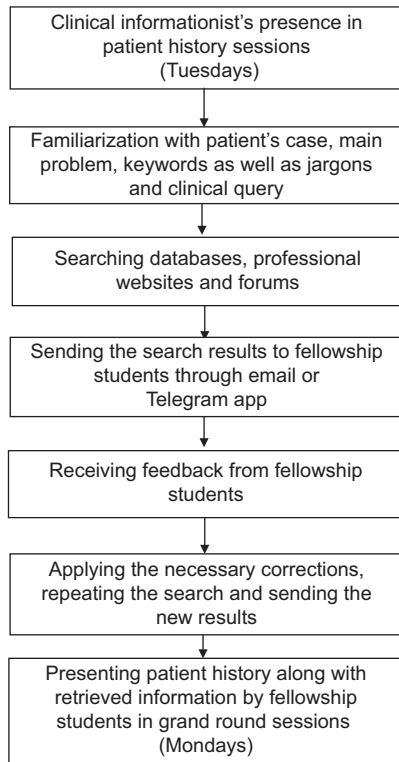 Clinical informationist's presence in
patient history sessions
(Tuesdays)
Familiarization with patient's case, main
problem, keywords as well as jargons
and clinical query
Searching databases, professional
websites and forums
Sending the search results to fellowship
students through email or
Telegram app
Receiving feedback from fellowship
students
Applying the necessary corrections,
repeating the search and sending the
new results
Presenting patient history along with
retrieved information by fellowship
students in grand round sessions
(Mondays)